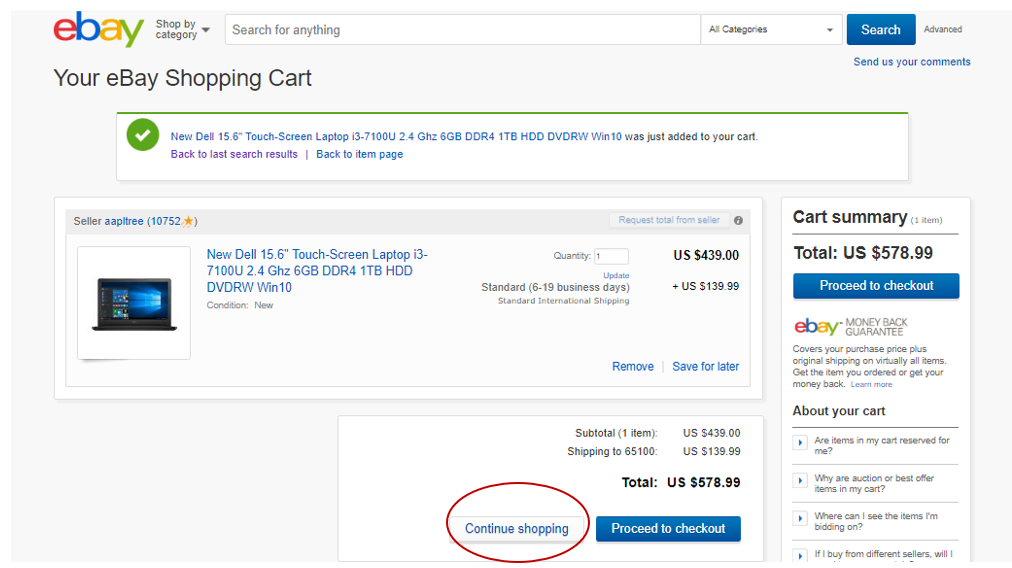 ebay
Shop by
category
Search for anything
All Categories
Search
Advanced
Send us your comments
Your eBay Shopping Cart
New Dell 15.6" Touch-Screen Laptop i3-7100U 2.4 Ghz 6GB DDR4 1TB HDD DVDRW Win10 was just added to your cart.
Back to last search results | Back to item page
Seller aapltree (10752)
Request total from seller
New Dell 15.6" Touch-Screen Laptop i3-
7100U 2.4 Ghz 6GB DDR4 1TB HDD
DVDRW Win10
Condition: New
Quantity: 1
Update
US $439.00
Standard (6-19 business days)
+ US $139.99
Standard International Shipping
Remove | Save for later
Subtotal (1 item): US $439.00
Shipping to 65100: US $139.99
Total: US $578.99
Continue shopping
Proceed to checkout
Cart summary (1 item)
Total: US $578.99
Proceed to checkout
ebay MONEY BACK
GUARANTEE
Covers your purchase price plus
original shipping on virtually all items.
Get the item you ordered or get your
money back. Learn more
About your cart
Are items in my cart reserved for
me?
Why are auction or best offer
items in my cart?
Where can I see the items I'm
bidding on?
If I buy from different sellers, will I